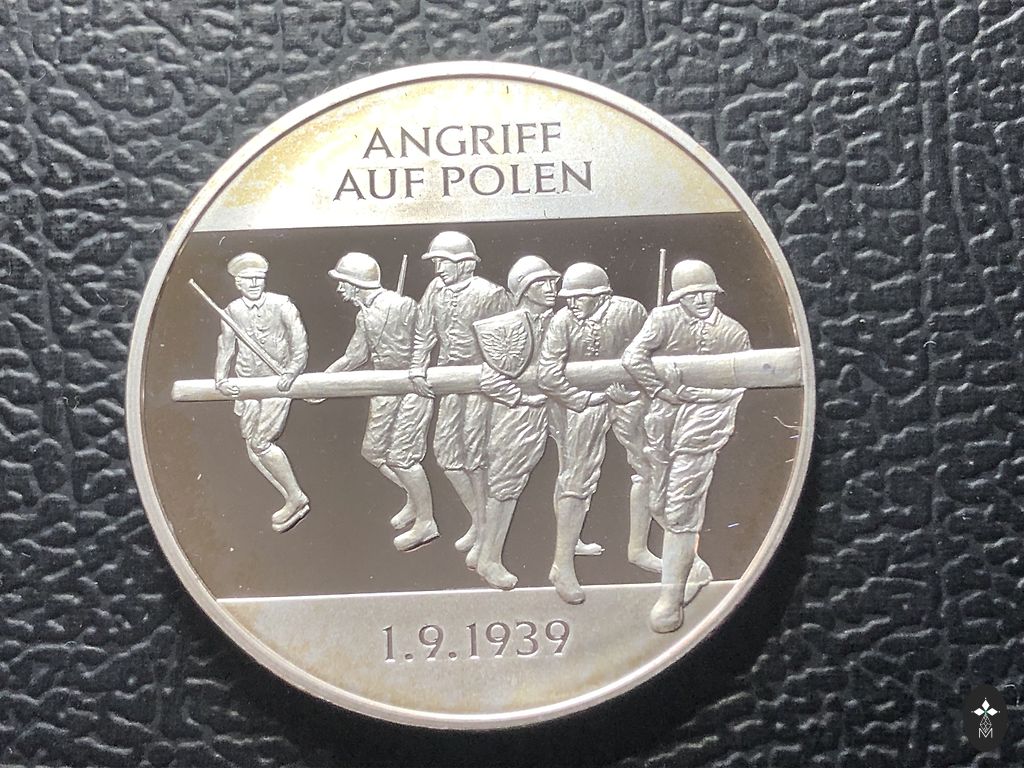 ANGRIFF
AUF POLEN
1.9.1939
M